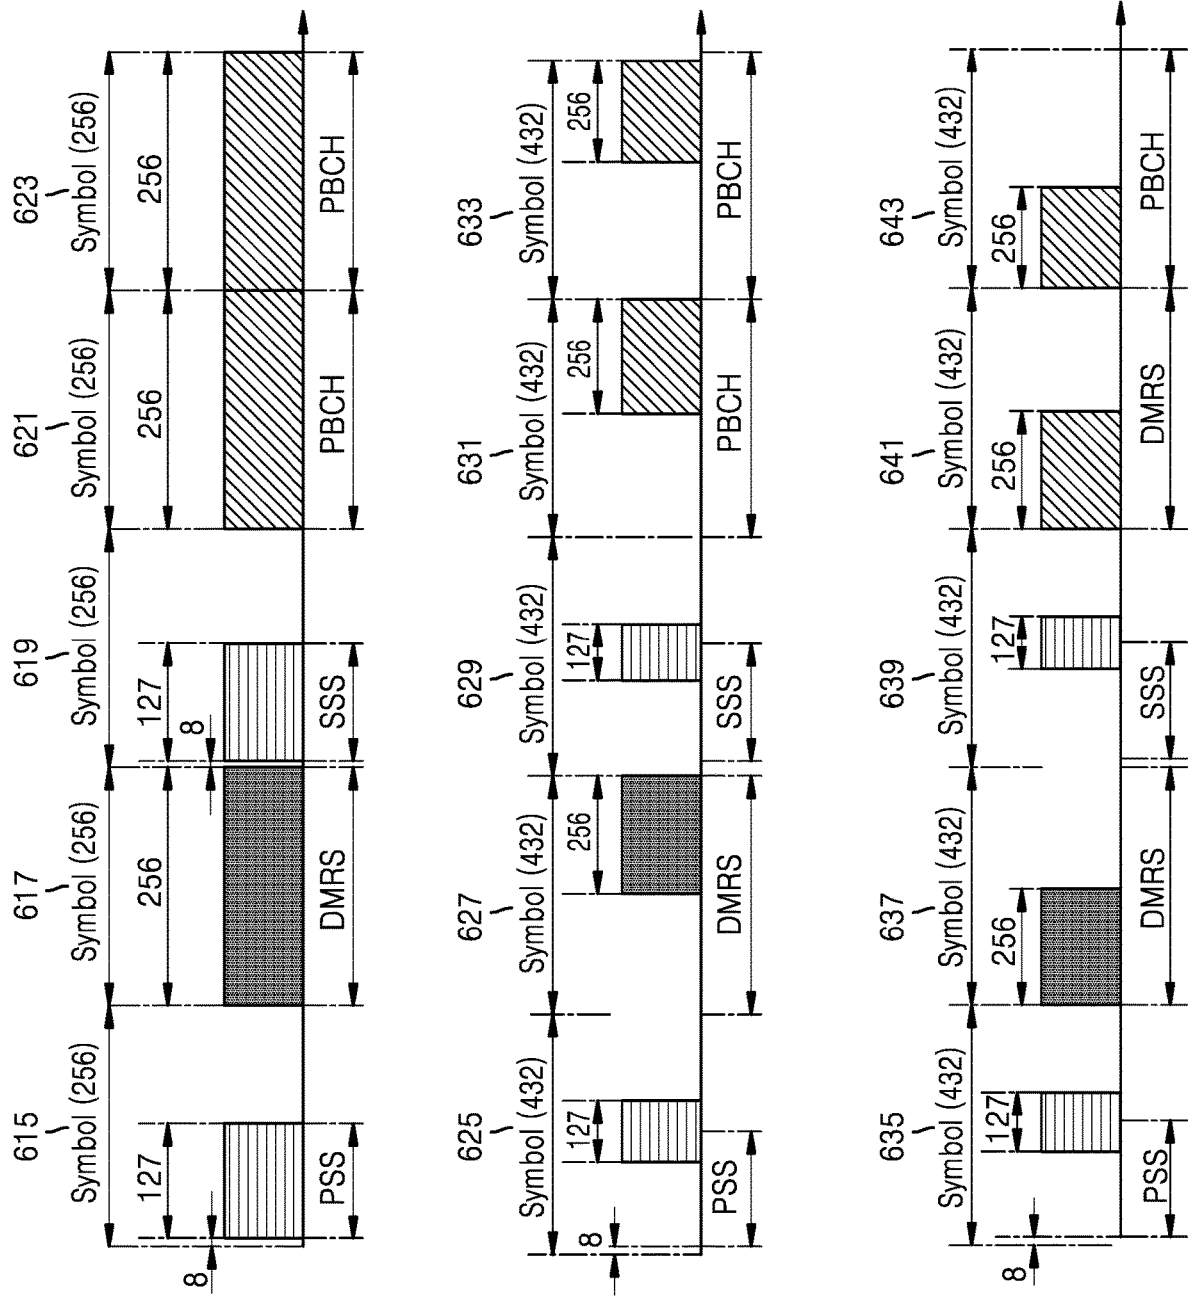 615
617
619
621
623
Symbol (256)
Symbol (256)
Symbol (256)
Symbol (256)
Symbol (256)
127
256
127
256
256
8
8
PSS
DMRS
SSS
PBCH
PBCH
625
627
629
631
633
Symbol (432)
Symbol (432)
Symbol (432)
Symbol (432)
Symbol (432)
127
256
127
256
256
8
PSS
DMRS
SSS
PBCH
PBCH
635
637
639
641
643
Symbol (432)
Symbol (432)
Symbol (432)
Symbol (432)
Symbol (432)
127
256
127
256
256
8
PSS
DMRS
SSS
DMRS
PBCH